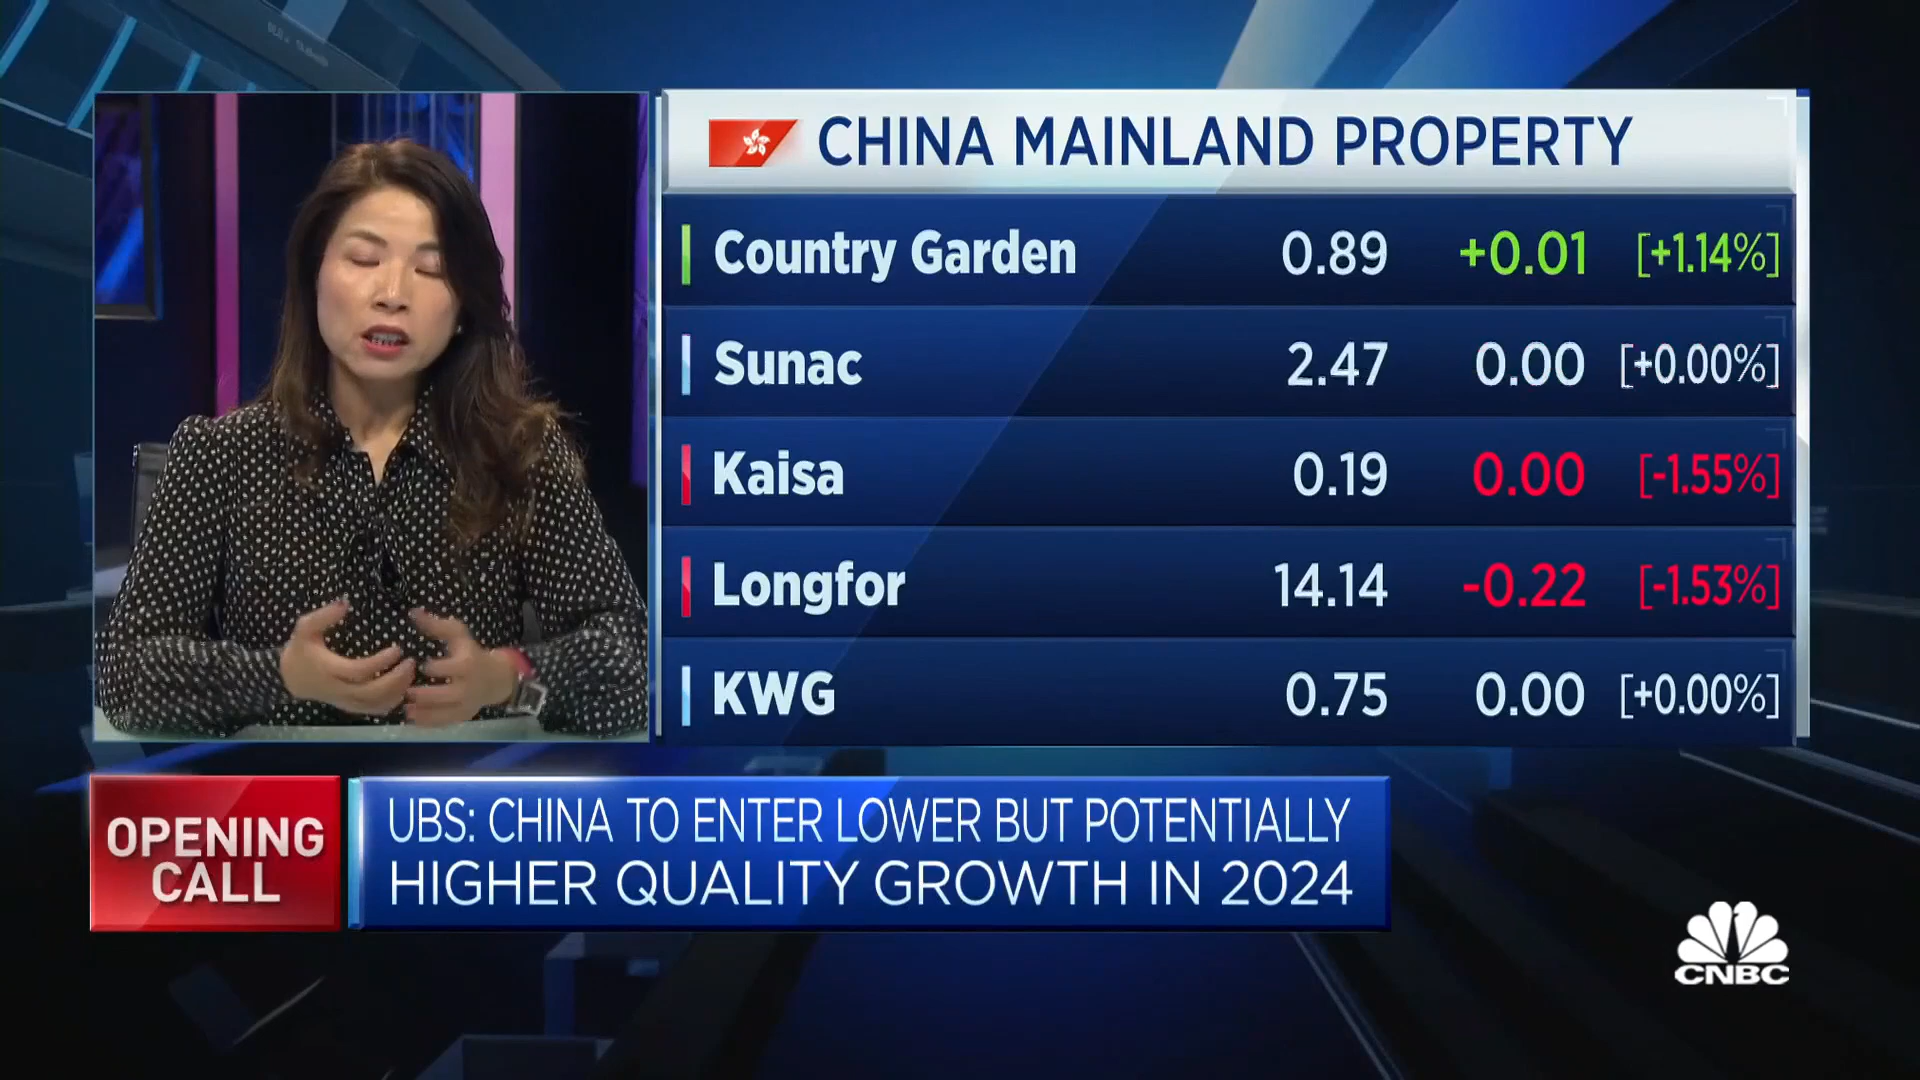 CHINA MAINLAND PROPERTY
Country Garden 0.89 +0.01 [+1.14%]
Sunac 2.47 0.00 [+0.00%]
Kaisa 0.19 0.00 [-1.55%]
Longfor 14.14 -0.22 [-1.53%]
KWG 0.75 0.00 [+0.00%]
OPENING
CALL
UBS: CHINA TO ENTER LOWER BUT POTENTIALLY
HIGHER QUALITY GROWTH IN 2024
CNBC